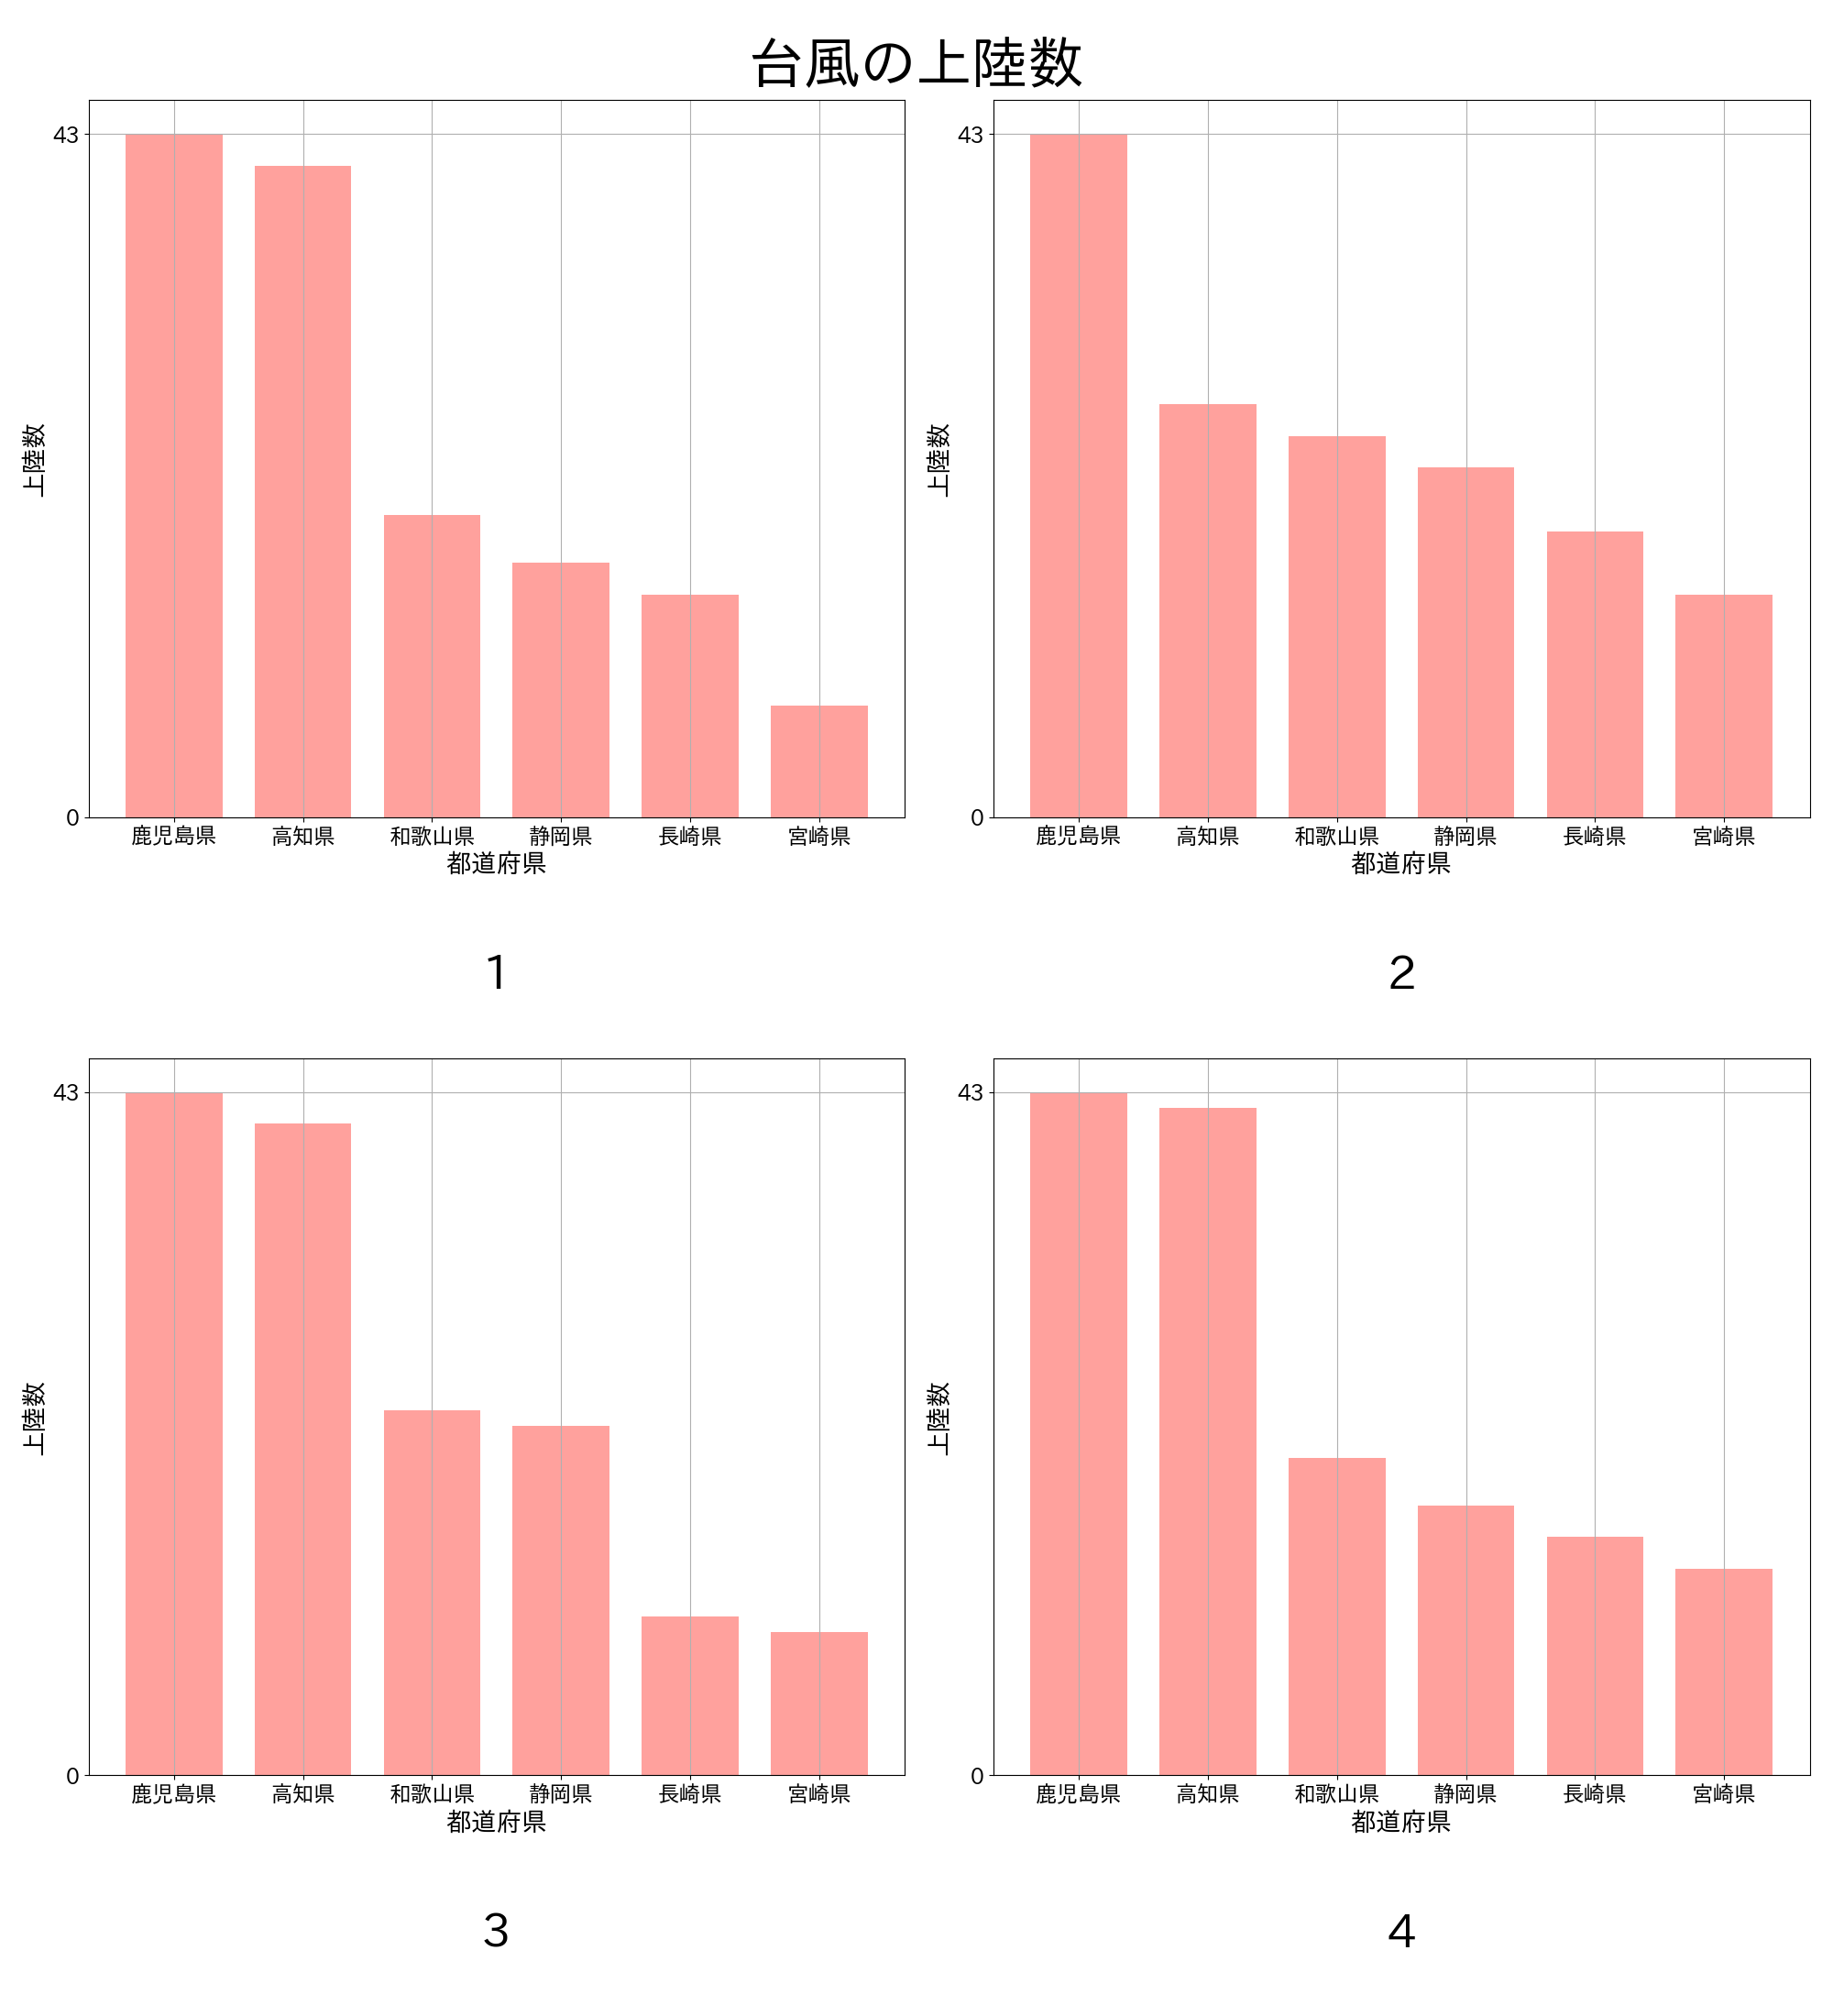 台風の上陸数
43
0
上陸数
鹿児島県 高知県 和歌山県 静岡県 長崎県 宮崎県
都道府県
1
43
0
上陸数
鹿児島県 高知県 和歌山県 静岡県 長崎県 宮崎県
都道府県
2
43
0
上陸数
鹿児島県 高知県 和歌山県 静岡県 長崎県 宮崎県
都道府県
3
43
0
上陸数
鹿児島県 高知県 和歌山県 静岡県 長崎県 宮崎県
都道府県
4